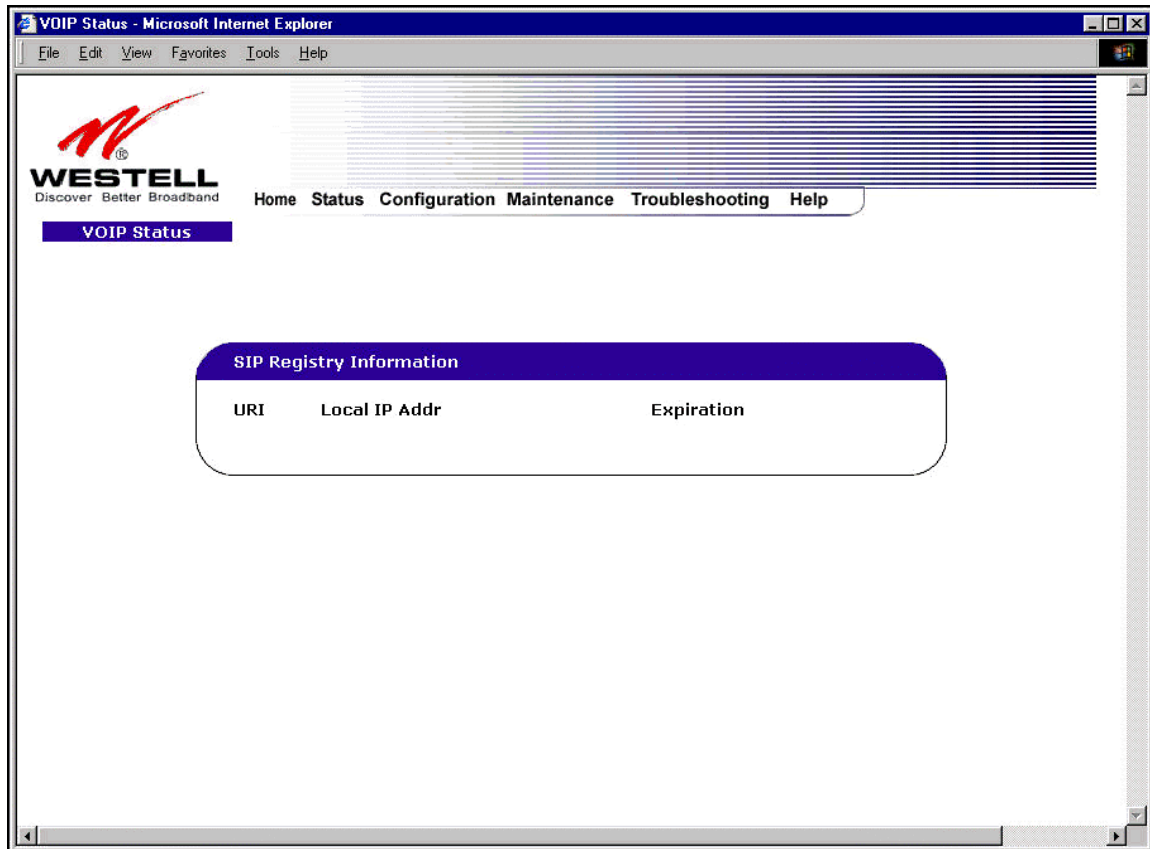 VOIP Status - Microsoft Internet Explorer
File Edit View Favorites Tools Help
®
WESTELL
Discover Better Broadband
Home Status Configuration Maintenance Troubleshooting Help
VOIP Status
SIP Registry Information
URI Local IP Addr Expiration